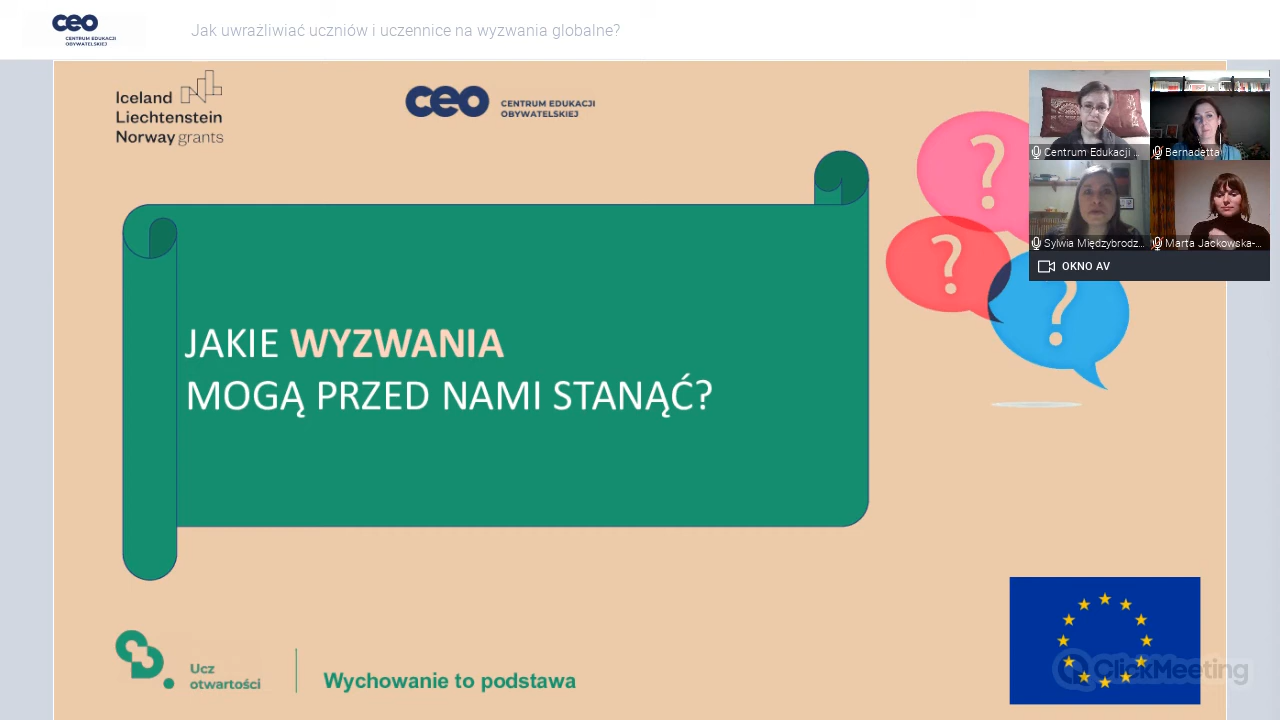 ceo
CENTRUM EDUKACJI
OBYWATELSKIEJ
Jak uwrażliwiać uczniów i uczennice na wyzwania globalne?
Iceland
Liechtenstein
Norway grants
ceo
CENTRUM EDUKACJI
OBYWATELSKIEJ
?
?
?
Centrum Edukacji ...
Bernadetta
Sylwia Międzybrodz...
Marta Jackowska-...
OKNO AV
JAKIE WYZWANIA
MOGĄ PRZED NAMI STANĄĆ?
Ucz
otwartości
Wychowanie to podstawa
ClickMeeting